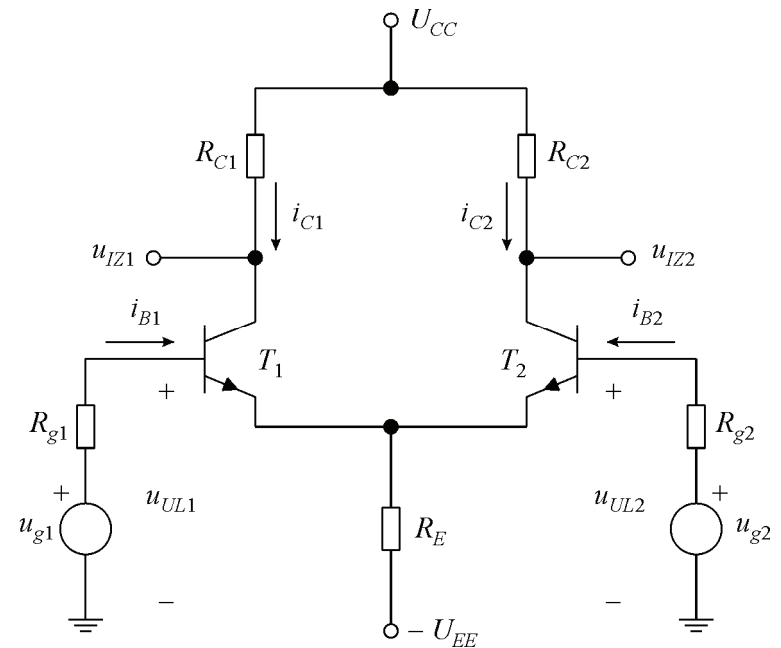 U_CC
R_C1
R_C2
i_C1
i_C2
u_IZ1
u_IZ2
i_B1
i_B2
T_1
T_2
+
+
R_g1
R_g2
+
+
u_g1
u_UL1
R_E
u_UL2
u_g2
–
–
– U_EE